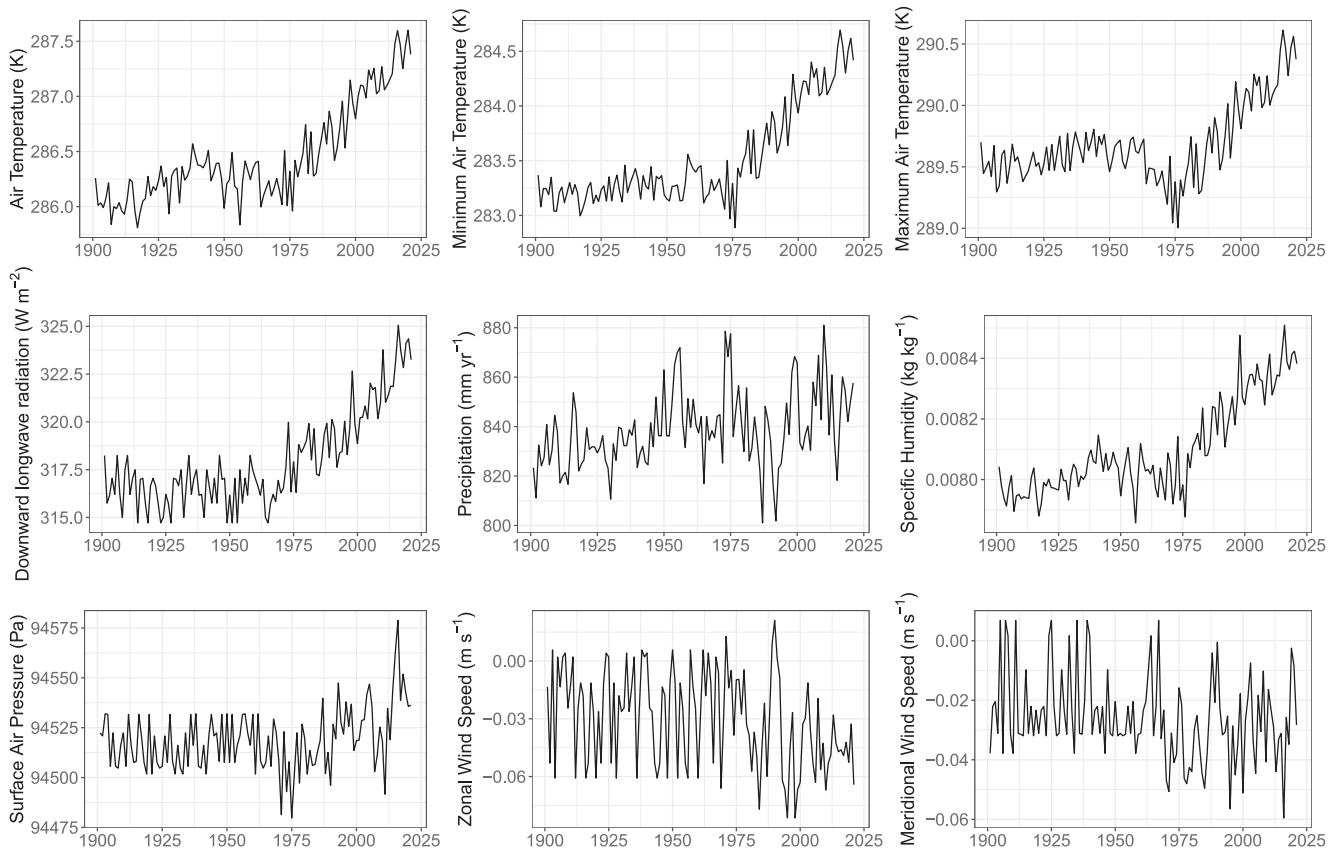 Air Temperature (K)
287.5
287.0
286.5
286.0
1900 1925 1950 1975 2000 2025
Minimum Air Temperature (K)
284.5
284.0
283.5
283.0
1900 1925 1950 1975 2000 2025
Maximum Air Temperature (K)
290.5
290.0
289.5
289.0
1900 1925 1950 1975 2000 2025
Downward longwave radiation (W m⁻²)
325.0
322.5
320.0
317.5
315.0
1900 1925 1950 1975 2000 2025
Precipitation (mm yr⁻¹)
880
860
840
820
800
1900 1925 1950 1975 2000 2025
Specific Humidity (kg kg⁻¹)
0.0084
0.0082
0.0080
1900 1925 1950 1975 2000 2025
Surface Air Pressure (Pa)
94575
94550
94525
94500
94475
1900 1925 1950 1975 2000 2025
Zonal Wind Speed (m s⁻¹)
0.00
−0.03
−0.06
1900 1925 1950 1975 2000 2025
Meridional Wind Speed (m s⁻¹)
0.00
−0.02
−0.04
−0.06
1900 1925 1950 1975 2000 2025